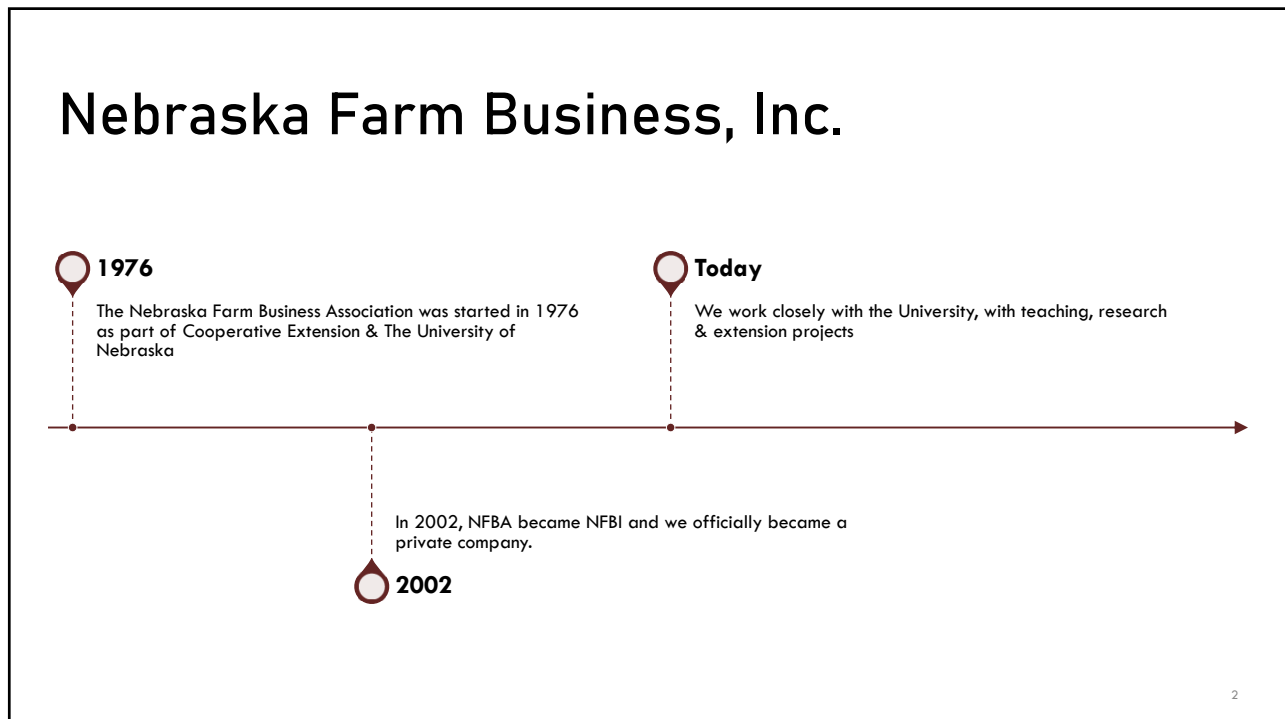 Nebraska Farm Business, Inc.
1976
The Nebraska Farm Business Association was started in 1976
as part of Cooperative Extension & The University of
Nebraska
Today
We work closely with the University, with teaching, research
& extension projects
In 2002, NFBA became NFBI and we officially became a
private company.
2002
2